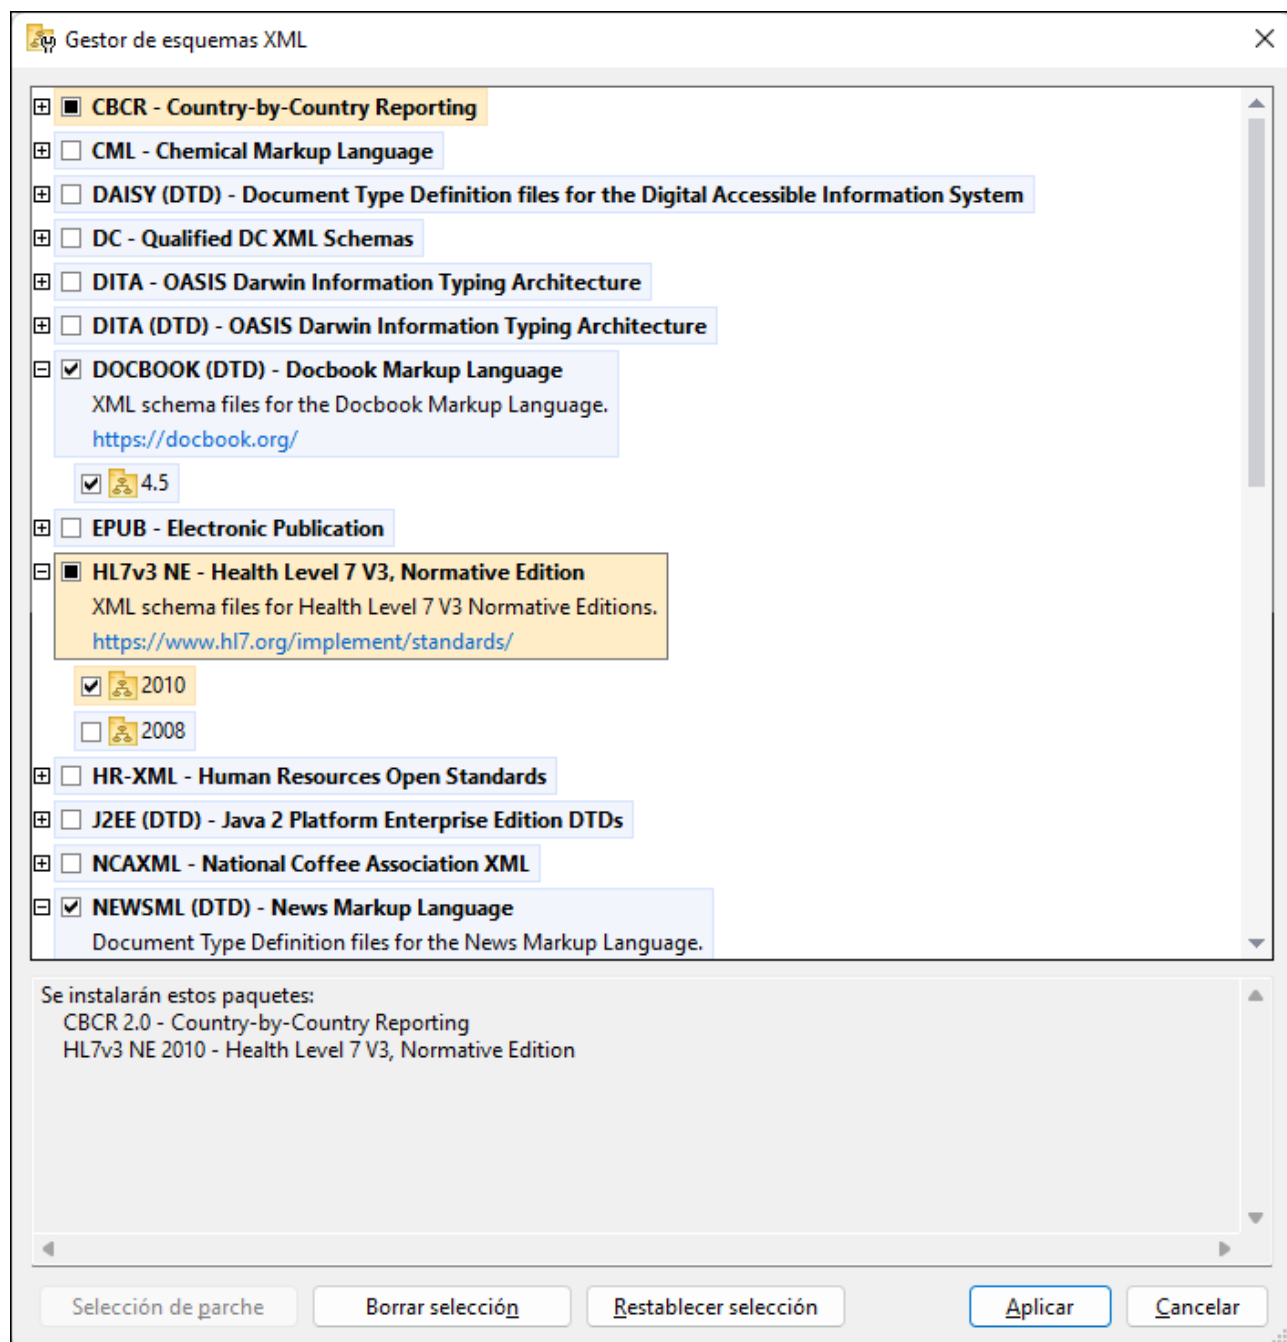 Gestor de esquemas XML
CBCR - Country-by-Country Reporting
CML - Chemical Markup Language
DAISY (DTD) - Document Type Definition files for the Digital Accessible Information System
DC - Qualified DC XML Schemas
DITA - OASIS Darwin Information Typing Architecture
DITA (DTD) - OASIS Darwin Information Typing Architecture
DOCBOOK (DTD) - Docbook Markup Language
XML schema files for the Docbook Markup Language.
https://docbook.org/
4.5
EPUB - Electronic Publication
HL7v3 NE - Health Level 7 V3, Normative Edition
XML schema files for Health Level 7 V3 Normative Editions.
https://www.hl7.org/implement/standards/
2010
2008
HR-XML - Human Resources Open Standards
J2EE (DTD) - Java 2 Platform Enterprise Edition DTDs
NCAXML - National Coffee Association XML
NEWSML (DTD) - News Markup Language
Document Type Definition files for the News Markup Language.
Se instalarán estos paquetes:
CBCR 2.0 - Country-by-Country Reporting
HL7v3 NE 2010 - Health Level 7 V3, Normative Edition
Selección de parche Borrar selección Restablecer selección Aplicar Cancelar